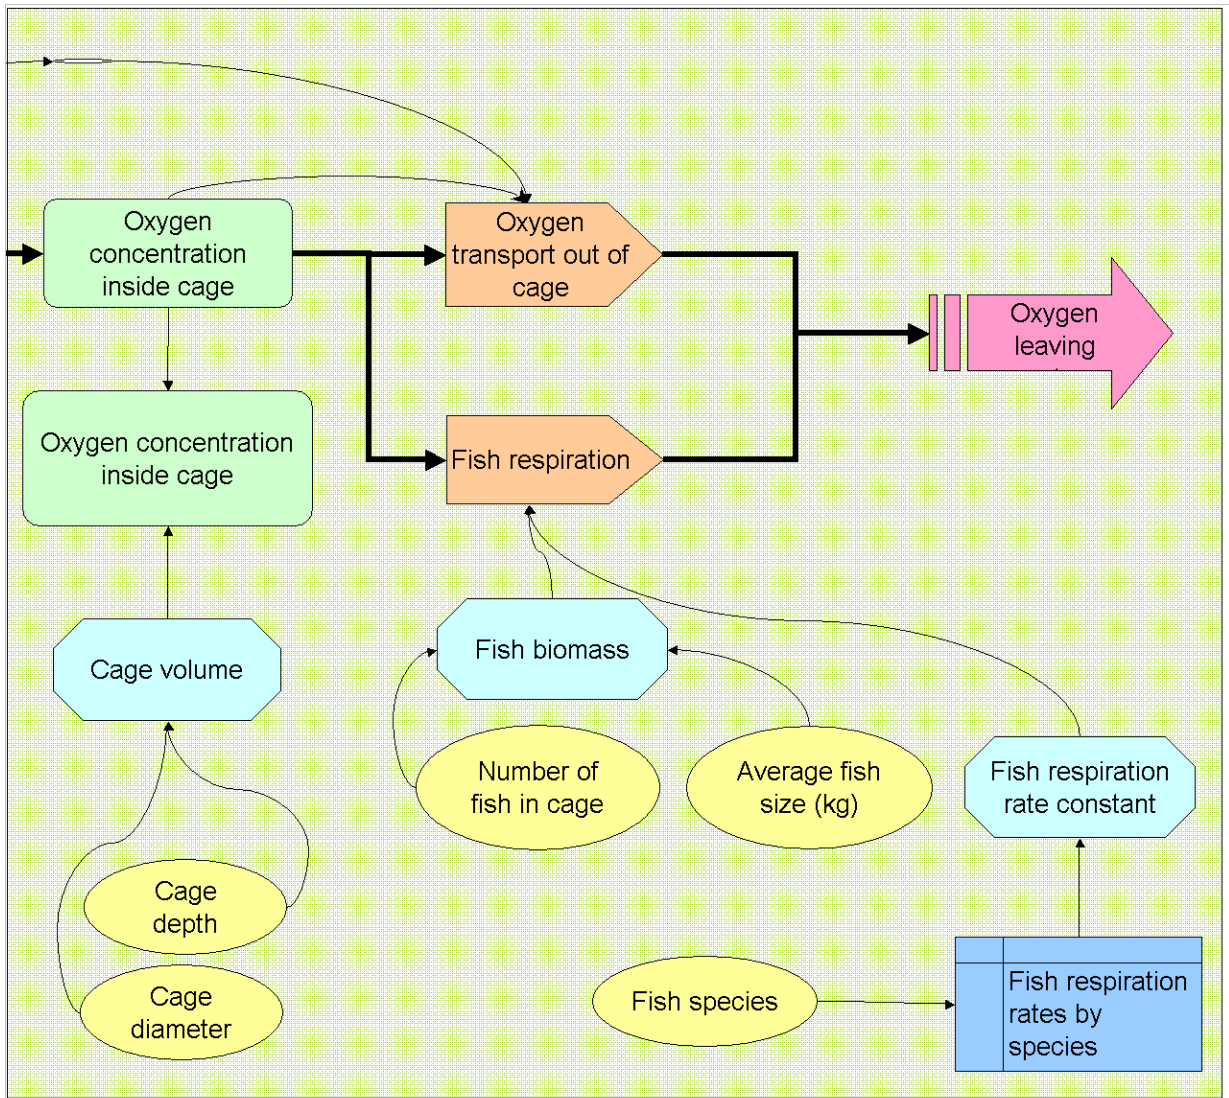 Oxygen
concentration
inside cage
Oxygen
transport out of
cage
Oxygen
leaving
Oxygen concentration
inside cage
Fish respiration
Cage volume
Fish biomass
Number of
fish in cage
Average fish
size (kg)
Fish respiration
rate constant
Cage
depth
Cage
diameter
Fish species
Fish respiration
rates by
species